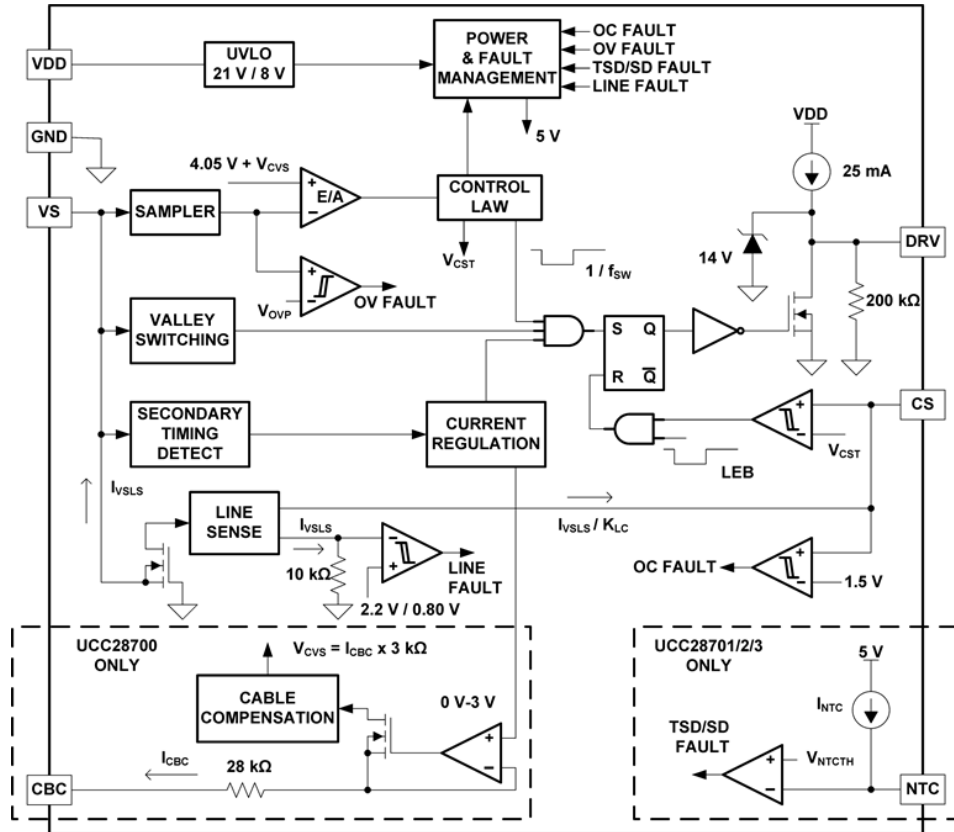 VDD
UVLO
21 V / 8 V
POWER
& FAULT
MANAGEMENT
OC FAULT
OV FAULT
TSD/SD FAULT
LINE FAULT
5 V
GND
VDD
25 mA
4.05 V + VCVS
+
E/A
−
CONTROL
LAW
VS
SAMPLER
VCST
1 / fSW
14 V
DRV
200 kΩ
+
−
VOVP
OV FAULT
VALLEY
SWITCHING
S Q
R Q̅
SECONDARY
TIMING
DETECT
CURRENT
REGULATION
+
−
VCST
CS
LEB
IVSLS
LINE
SENSE
IVSLS
IVSLS / KLC
10 kΩ
−
+
LINE
FAULT
2.2 V / 0.80 V
OC FAULT
+
−
1.5 V
UCC28700
ONLY
VCVS = ICBC x 3 kΩ
CABLE
COMPENSATION
0 V-3 V
+
−
ICBC
28 kΩ
CBC
UCC28701/2/3
ONLY
5 V
INTC
TSD/SD
FAULT
+
−
VNTCTH
NTC